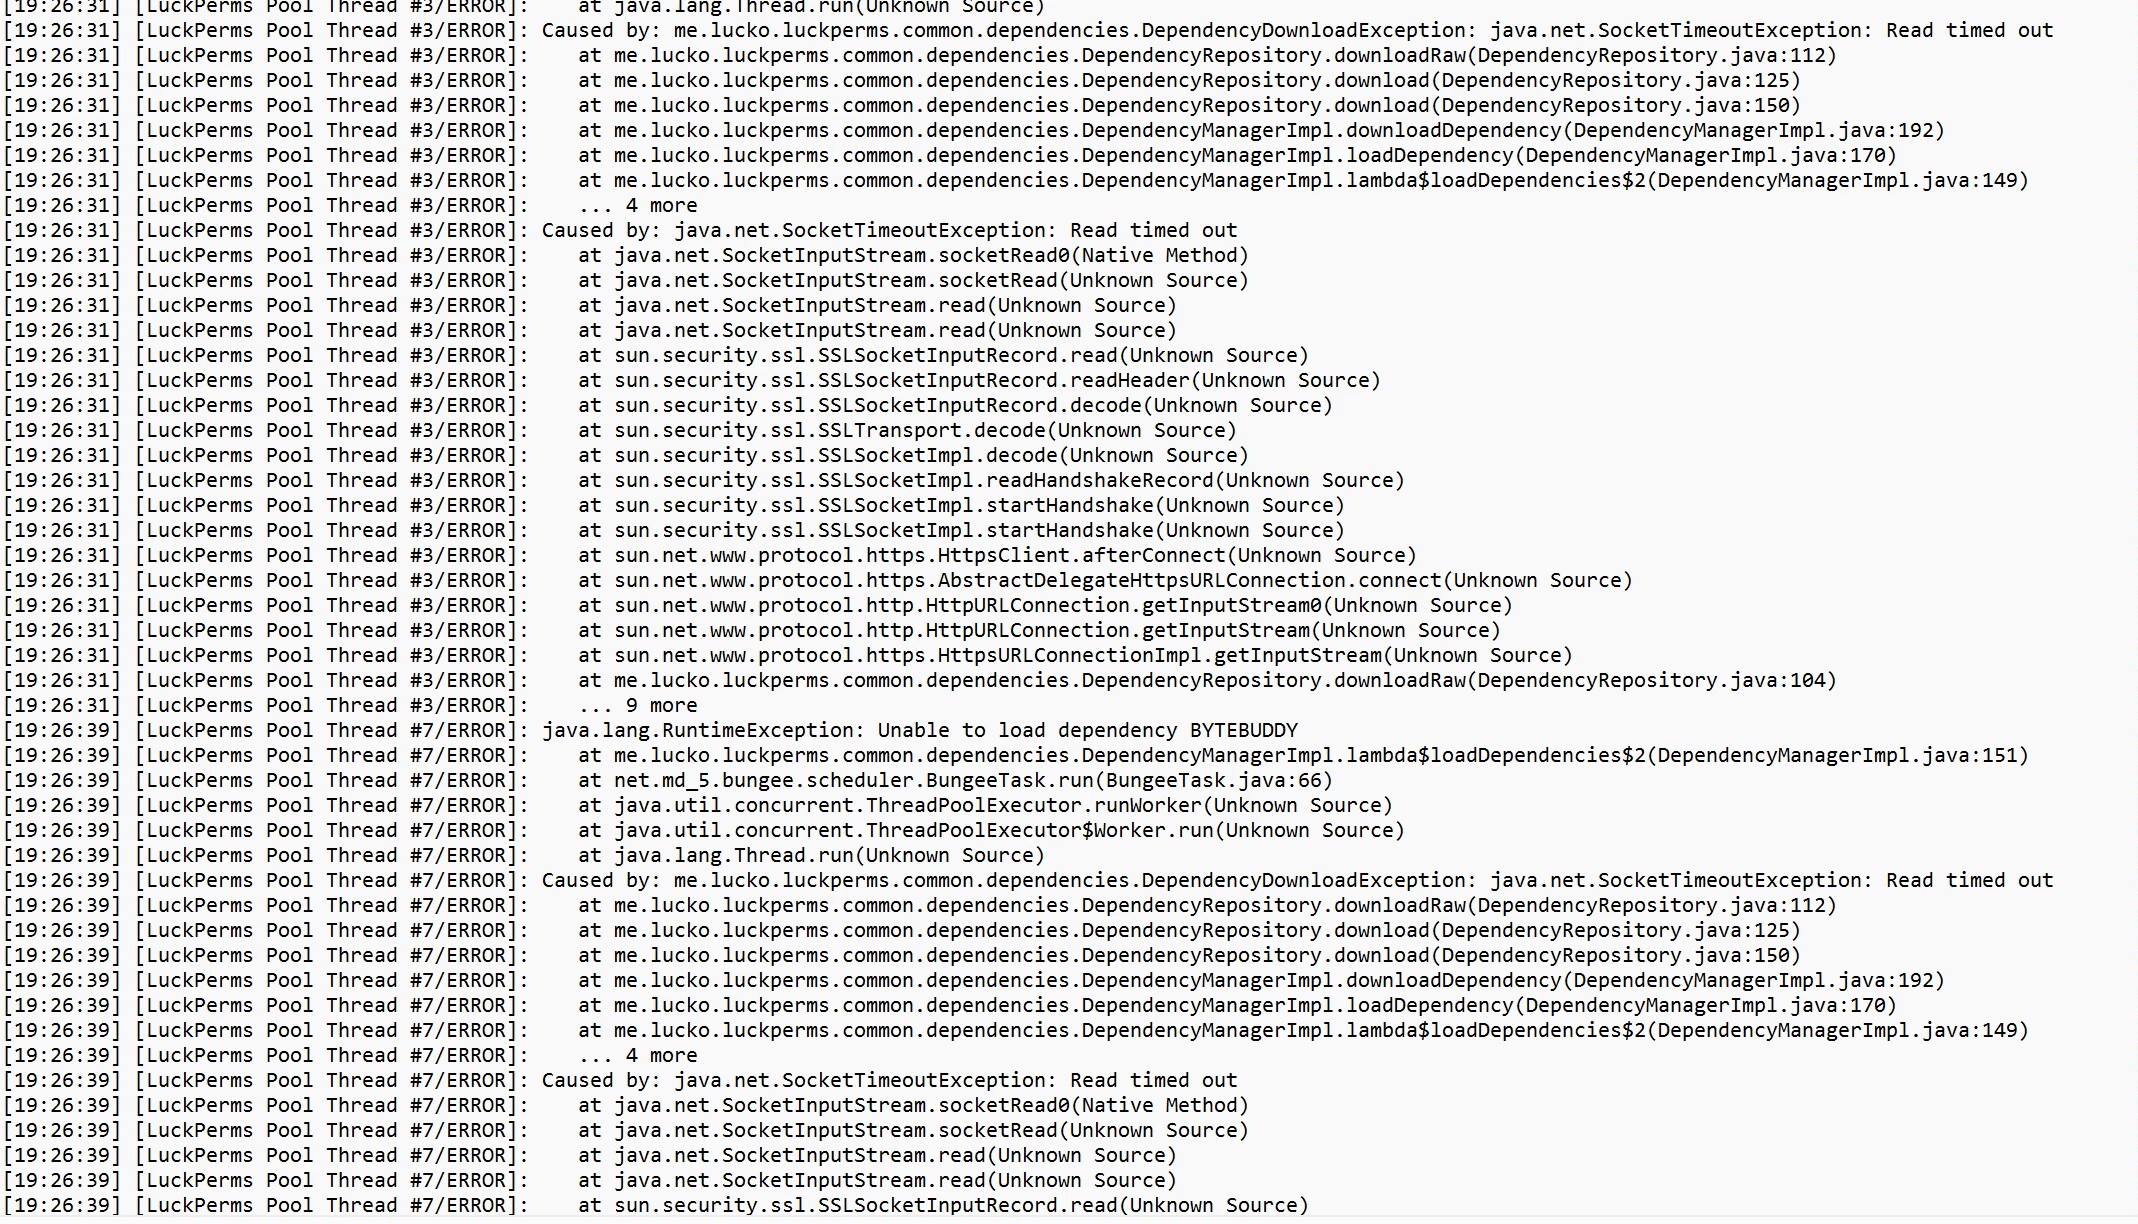 [19:26:31] [LuckPerms Pool Thread #3/ERROR]:    at java.lang.Thread.run(Unknown Source)
[19:26:31] [LuckPerms Pool Thread #3/ERROR]: Caused by: me.lucko.luckperms.common.dependencies.DependencyDownloadException: java.net.SocketTimeoutException: Read timed out
[19:26:31] [LuckPerms Pool Thread #3/ERROR]:    at me.lucko.luckperms.common.dependencies.DependencyRepository.downloadRaw(DependencyRepository.java:112)
[19:26:31] [LuckPerms Pool Thread #3/ERROR]:    at me.lucko.luckperms.common.dependencies.DependencyRepository.download(DependencyRepository.java:125)
[19:26:31] [LuckPerms Pool Thread #3/ERROR]:    at me.lucko.luckperms.common.dependencies.DependencyRepository.download(DependencyRepository.java:150)
[19:26:31] [LuckPerms Pool Thread #3/ERROR]:    at me.lucko.luckperms.common.dependencies.DependencyManagerImpl.downloadDependency(DependencyManagerImpl.java:192)
[19:26:31] [LuckPerms Pool Thread #3/ERROR]:    at me.lucko.luckperms.common.dependencies.DependencyManagerImpl.loadDependency(DependencyManagerImpl.java:170)
[19:26:31] [LuckPerms Pool Thread #3/ERROR]:    at me.lucko.luckperms.common.dependencies.DependencyManagerImpl.lambda$loadDependencies$2(DependencyManagerImpl.java:149)
[19:26:31] [LuckPerms Pool Thread #3/ERROR]:    ... 4 more
[19:26:31] [LuckPerms Pool Thread #3/ERROR]: Caused by: java.net.SocketTimeoutException: Read timed out
[19:26:31] [LuckPerms Pool Thread #3/ERROR]:    at java.net.SocketInputStream.socketRead0(Native Method)
[19:26:31] [LuckPerms Pool Thread #3/ERROR]:    at java.net.SocketInputStream.socketRead(Unknown Source)
[19:26:31] [LuckPerms Pool Thread #3/ERROR]:    at java.net.SocketInputStream.read(Unknown Source)
[19:26:31] [LuckPerms Pool Thread #3/ERROR]:    at java.net.SocketInputStream.read(Unknown Source)
[19:26:31] [LuckPerms Pool Thread #3/ERROR]:    at sun.security.ssl.SSLSocketInputRecord.read(Unknown Source)
[19:26:31] [LuckPerms Pool Thread #3/ERROR]:    at sun.security.ssl.SSLSocketInputRecord.readHeader(Unknown Source)
[19:26:31] [LuckPerms Pool Thread #3/ERROR]:    at sun.security.ssl.SSLSocketInputRecord.decode(Unknown Source)
[19:26:31] [LuckPerms Pool Thread #3/ERROR]:    at sun.security.ssl.SSLTransport.decode(Unknown Source)
[19:26:31] [LuckPerms Pool Thread #3/ERROR]:    at sun.security.ssl.SSLSocketImpl.decode(Unknown Source)
[19:26:31] [LuckPerms Pool Thread #3/ERROR]:    at sun.security.ssl.SSLSocketImpl.readHandshakeRecord(Unknown Source)
[19:26:31] [LuckPerms Pool Thread #3/ERROR]:    at sun.security.ssl.SSLSocketImpl.startHandshake(Unknown Source)
[19:26:31] [LuckPerms Pool Thread #3/ERROR]:    at sun.security.ssl.SSLSocketImpl.startHandshake(Unknown Source)
[19:26:31] [LuckPerms Pool Thread #3/ERROR]:    at sun.net.www.protocol.https.HttpsClient.afterConnect(Unknown Source)
[19:26:31] [LuckPerms Pool Thread #3/ERROR]:    at sun.net.www.protocol.https.AbstractDelegateHttpsURLConnection.connect(Unknown Source)
[19:26:31] [LuckPerms Pool Thread #3/ERROR]:    at sun.net.www.protocol.http.HttpURLConnection.getInputStream0(Unknown Source)
[19:26:31] [LuckPerms Pool Thread #3/ERROR]:    at sun.net.www.protocol.http.HttpURLConnection.getInputStream(Unknown Source)
[19:26:31] [LuckPerms Pool Thread #3/ERROR]:    at sun.net.www.protocol.https.HttpsURLConnectionImpl.getInputStream(Unknown Source)
[19:26:31] [LuckPerms Pool Thread #3/ERROR]:    at me.lucko.luckperms.common.dependencies.DependencyRepository.downloadRaw(DependencyRepository.java:104)
[19:26:31] [LuckPerms Pool Thread #3/ERROR]:    ... 9 more
[19:26:39] [LuckPerms Pool Thread #7/ERROR]: java.lang.RuntimeException: Unable to load dependency BYTEBUDDY
[19:26:39] [LuckPerms Pool Thread #7/ERROR]:    at me.lucko.luckperms.common.dependencies.DependencyManagerImpl.lambda$loadDependencies$2(DependencyManagerImpl.java:151)
[19:26:39] [LuckPerms Pool Thread #7/ERROR]:    at net.md_5.bungee.scheduler.BungeeTask.run(BungeeTask.java:66)
[19:26:39] [LuckPerms Pool Thread #7/ERROR]:    at java.util.concurrent.ThreadPoolExecutor.runWorker(Unknown Source)
[19:26:39] [LuckPerms Pool Thread #7/ERROR]:    at java.util.concurrent.ThreadPoolExecutor$Worker.run(Unknown Source)
[19:26:39] [LuckPerms Pool Thread #7/ERROR]:    at java.lang.Thread.run(Unknown Source)
[19:26:39] [LuckPerms Pool Thread #7/ERROR]: Caused by: me.lucko.luckperms.common.dependencies.DependencyDownloadException: java.net.SocketTimeoutException: Read timed out
[19:26:39] [LuckPerms Pool Thread #7/ERROR]:    at me.lucko.luckperms.common.dependencies.DependencyRepository.downloadRaw(DependencyRepository.java:112)
[19:26:39] [LuckPerms Pool Thread #7/ERROR]:    at me.lucko.luckperms.common.dependencies.DependencyRepository.download(DependencyRepository.java:125)
[19:26:39] [LuckPerms Pool Thread #7/ERROR]:    at me.lucko.luckperms.common.dependencies.DependencyRepository.download(DependencyRepository.java:150)
[19:26:39] [LuckPerms Pool Thread #7/ERROR]:    at me.lucko.luckperms.common.dependencies.DependencyManagerImpl.downloadDependency(DependencyManagerImpl.java:192)
[19:26:39] [LuckPerms Pool Thread #7/ERROR]:    at me.lucko.luckperms.common.dependencies.DependencyManagerImpl.loadDependency(DependencyManagerImpl.java:170)
[19:26:39] [LuckPerms Pool Thread #7/ERROR]:    at me.lucko.luckperms.common.dependencies.DependencyManagerImpl.lambda$loadDependencies$2(DependencyManagerImpl.java:149)
[19:26:39] [LuckPerms Pool Thread #7/ERROR]:    ... 4 more
[19:26:39] [LuckPerms Pool Thread #7/ERROR]: Caused by: java.net.SocketTimeoutException: Read timed out
[19:26:39] [LuckPerms Pool Thread #7/ERROR]:    at java.net.SocketInputStream.socketRead0(Native Method)
[19:26:39] [LuckPerms Pool Thread #7/ERROR]:    at java.net.SocketInputStream.socketRead(Unknown Source)
[19:26:39] [LuckPerms Pool Thread #7/ERROR]:    at java.net.SocketInputStream.read(Unknown Source)
[19:26:39] [LuckPerms Pool Thread #7/ERROR]:    at java.net.SocketInputStream.read(Unknown Source)
[19:26:39] [LuckPerms Pool Thread #7/ERROR]:    at sun.security.ssl.SSLSocketInputRecord.read(Unknown Source)